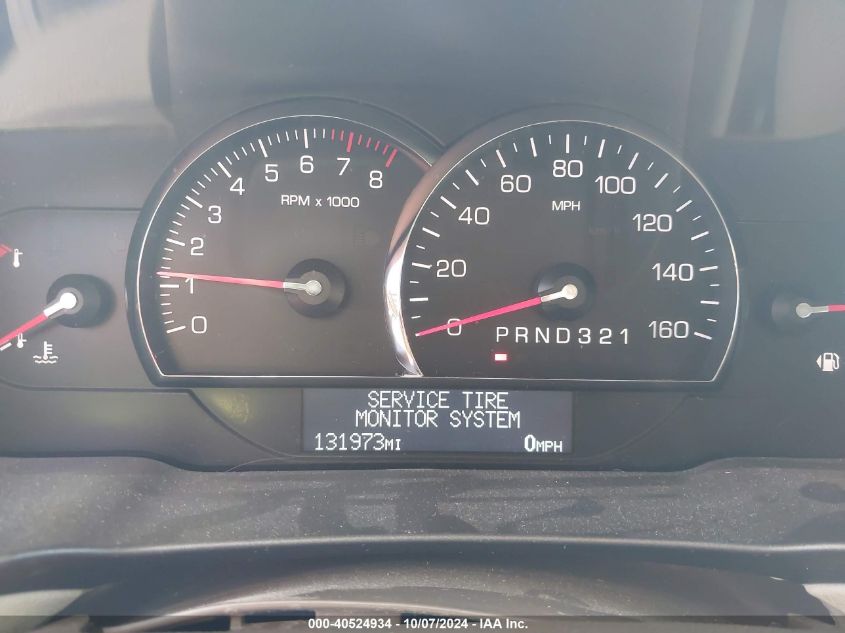 0 1 2 3 4 5 6 7 8
RPM x 1000
0 20 40 60 80 100 120 140 160
MPH
PRND321
SERVICE TIRE
MONITOR SYSTEM
131973MI 0MPH
000-40524934 - 10/07/2024 - IAA Inc.